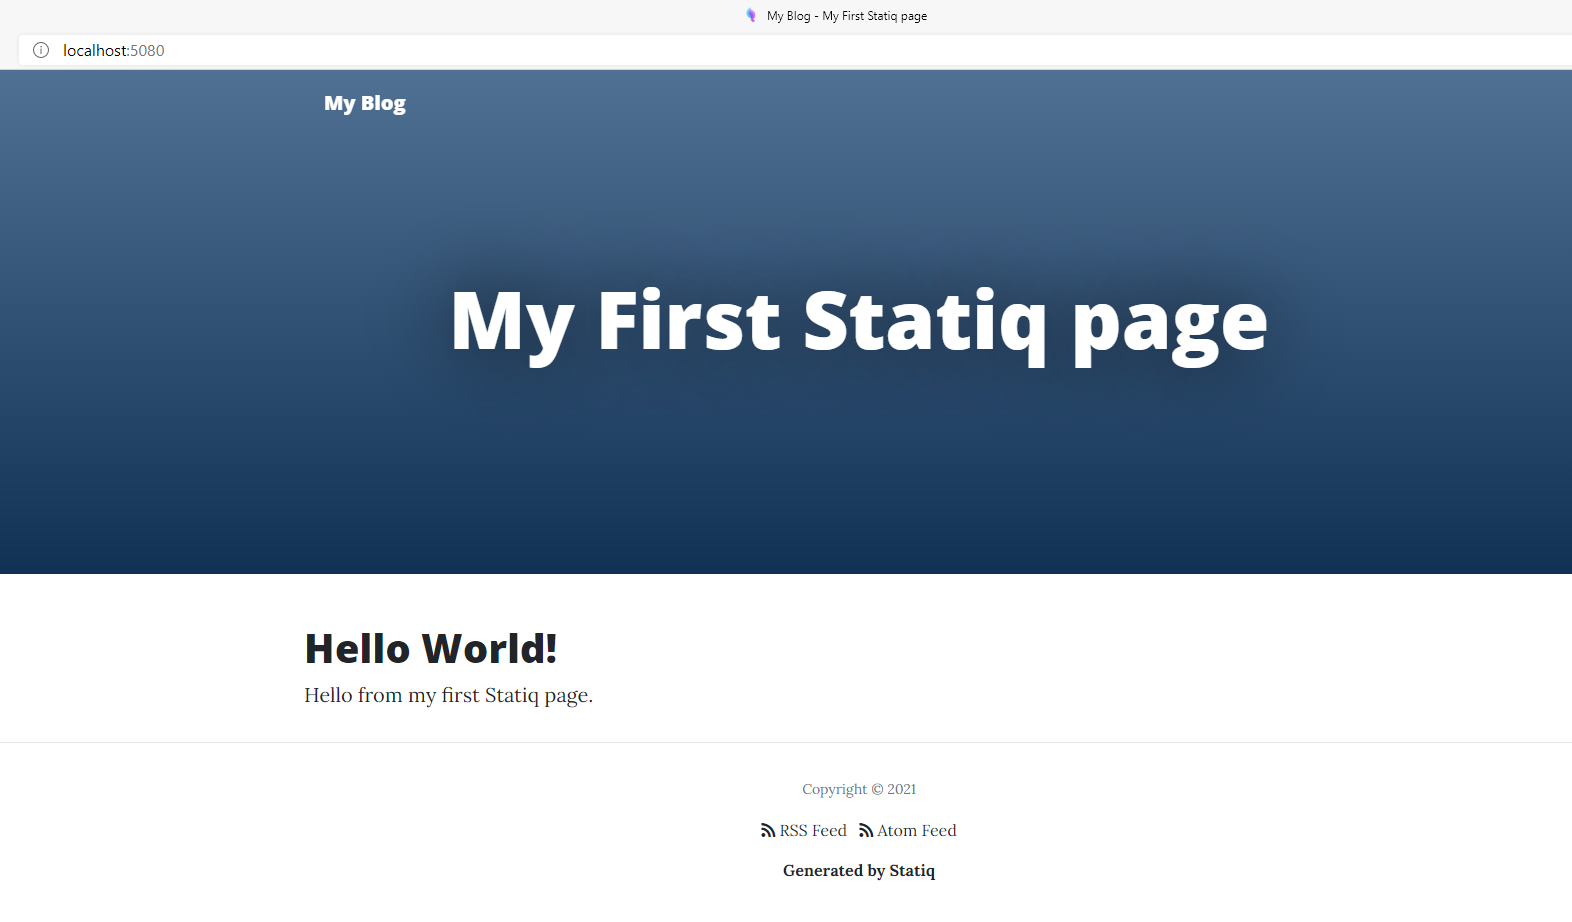 My Blog - My First Statiq page
localhost:5080
My Blog
My First Statiq page
Hello World!
Hello from my first Statiq page.
Copyright © 2021
RSS Feed Atom Feed
Generated by Statiq